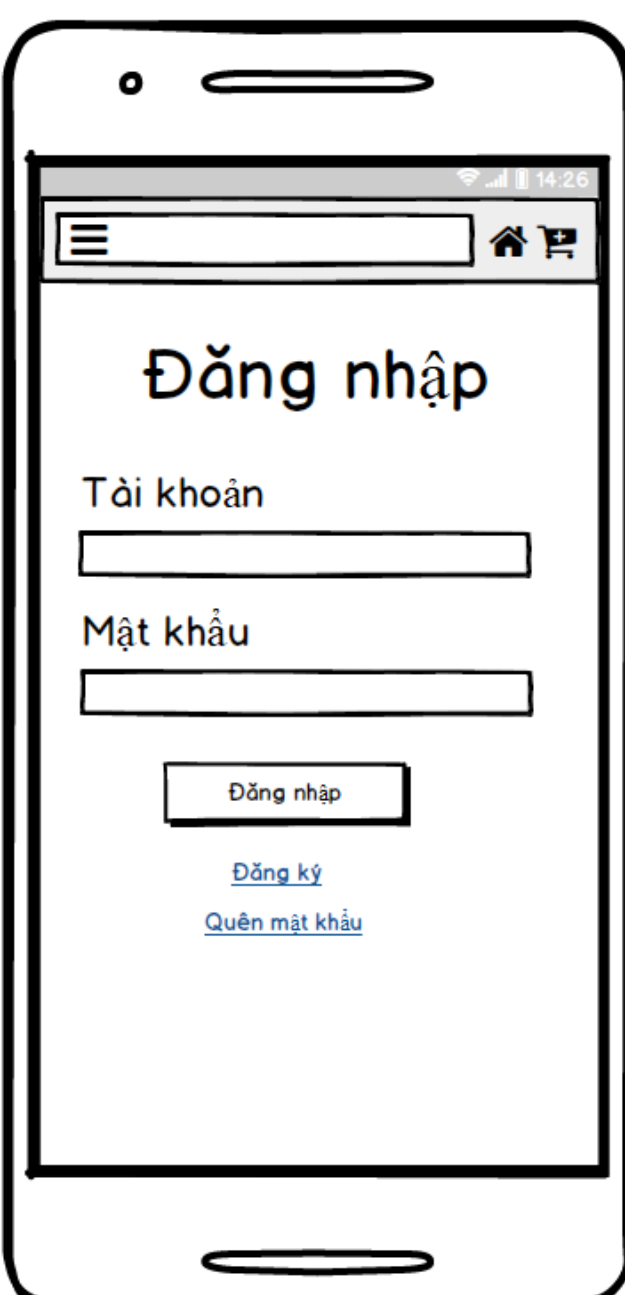 14:26
Đăng nhập
Tài khoản
Mật khẩu
Đăng nhập
Đăng ký
Quên mật khẩu